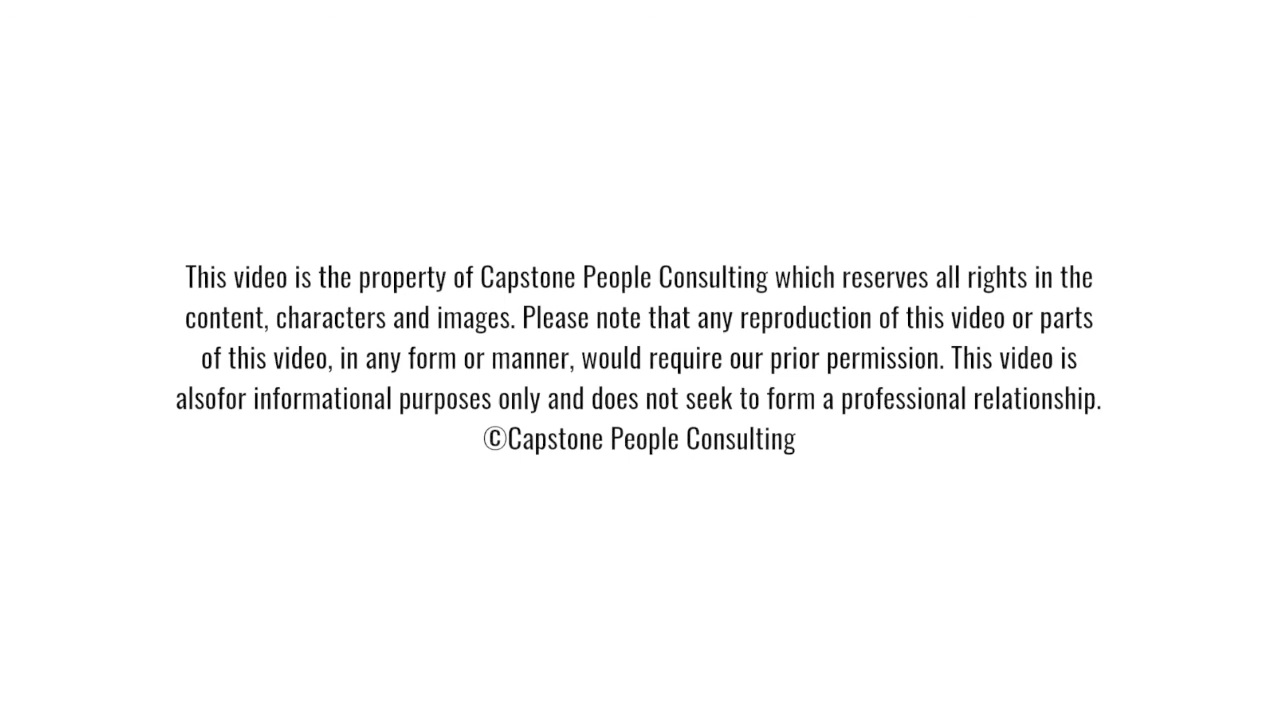 This video is the property of Capstone People Consulting which reserves all rights in the
content, characters and images. Please note that any reproduction of this video or parts
of this video, in any form or manner, would require our prior permission. This video is
alsofor informational purposes only and does not seek to form a professional relationship.
©Capstone People Consulting